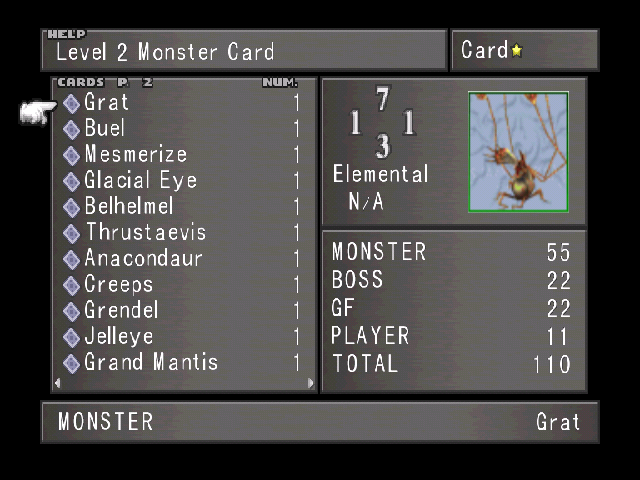 HELP
Level 2 Monster Card
Card★
CARDS P. 2 NUM.
Grat 1
Buel 1
Mesmerize 1
Glacial Eye 1
Belhelmel 1
Thrustaevis 1
Anacondaur 1
Creeps 1
Grendel 1
Jelleye 1
Grand Mantis 1
7
1 1
3
Elemental
N/A
MONSTER 55
BOSS 22
GF 22
PLAYER 11
TOTAL 110
MONSTER Grat